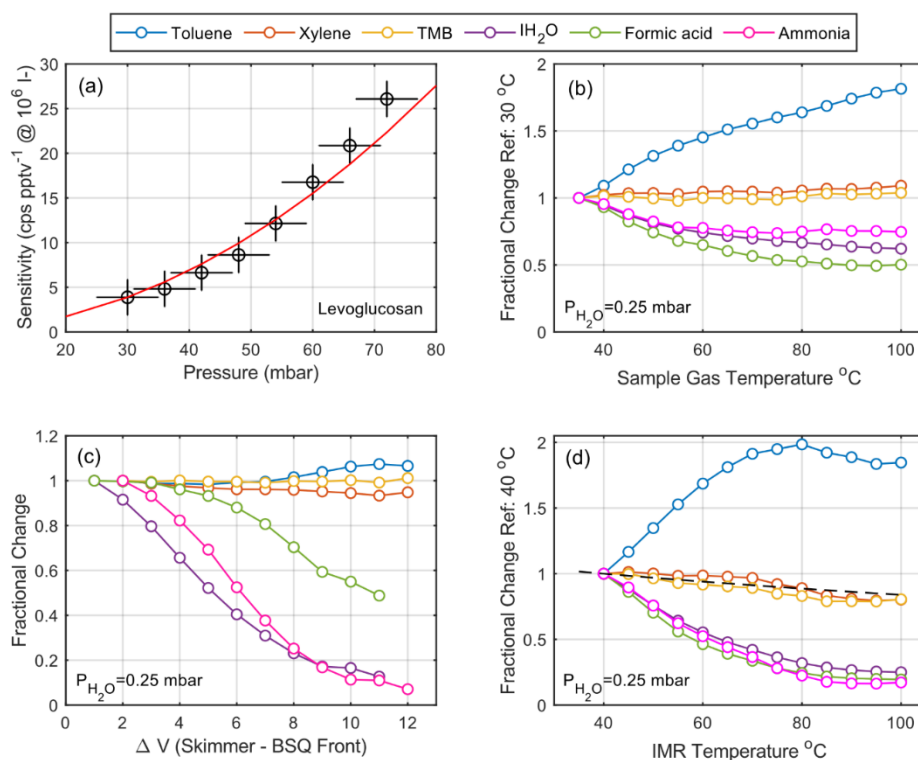 Toluene Xylene TMB IH₂O Formic acid Ammonia
(a)
Sensitivity (cps pptv⁻¹ @ 10⁶ I-)
30
25
20
15
10
5
0
Levoglucosan
20 30 40 50 60 70 80
Pressure (mbar)
(b)
Fractional Change Ref: 30 °C
2
1.5
1
0.5
0
P_H₂O=0.25 mbar
40 60 80 100
Sample Gas Temperature °C
(c)
Fractional Change
1.2
1
0.8
0.6
0.4
0.2
0
P_H₂O=0.25 mbar
0 2 4 6 8 10 12
Δ V (Skimmer - BSQ Front)
(d)
Fractional Change Ref: 40 °C
2
1.5
1
0.5
0
P_H₂O=0.25 mbar
40 60 80 100
IMR Temperature °C